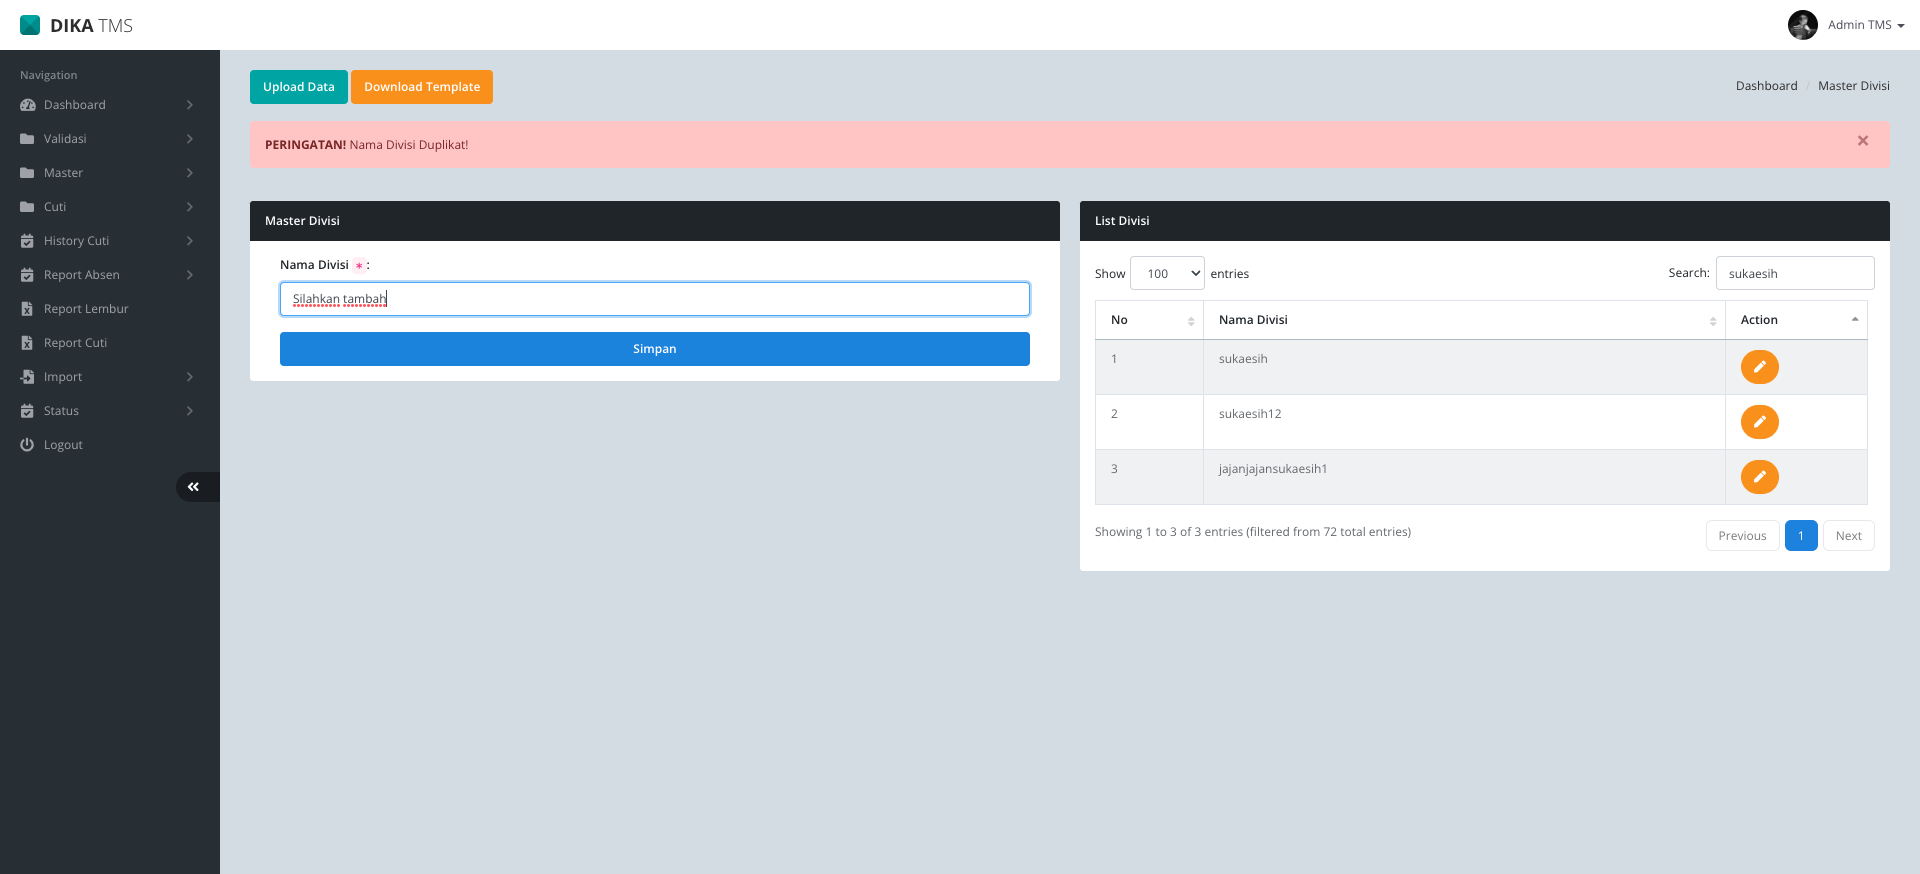 DIKA TMS
Admin TMS
Navigation
Dashboard
Validasi
Master
Cuti
History Cuti
Report Absen
Report Lembur
Report Cuti
Import
Status
Logout
Upload Data Download Template
Dashboard / Master Divisi
PERINGATAN! Nama Divisi Duplikat!
×
Master Divisi
Nama Divisi * :
Silahkan tambah
Simpan
List Divisi
Show 100 entries
Search: sukaesih
No Nama Divisi Action
1 sukaesih
2 sukaesih12
3 jajanjajansukaesih1
Showing 1 to 3 of 3 entries (filtered from 72 total entries)
Previous 1 Next